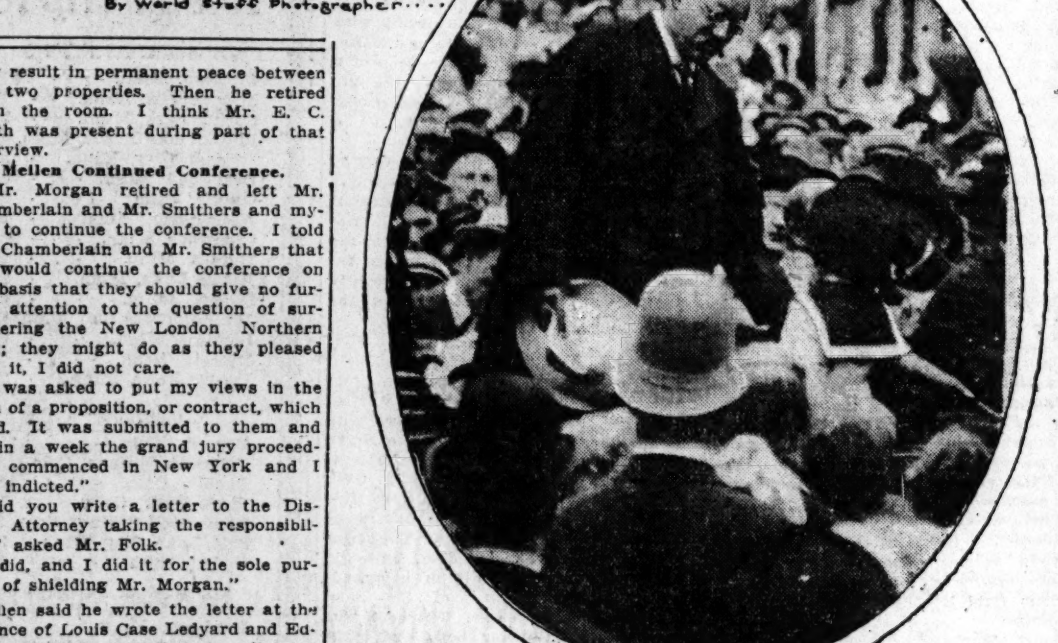 By World Staff Photographer....
result in permanent peace between
two properties. Then he retired
the room. I think Mr. E. C.
th was present during part of that
rview.
Mellen Continued Conference.
Mr. Morgan retired and left Mr.
mberlain and Mr. Smithers and my-
to continue the conference. I told
Chamberlain and Mr. Smithers that
would continue the conference on
basis that they should give no fur-
attention to the question of sur-
ering the New London Northern
; they might do as they pleased
it, I did not care.
was asked to put my views in the
of a proposition, or contract, which
d. It was submitted to them and
in a week the grand jury proceed-
commenced in New York and I
indicted."
id you write a letter to the Dis-
Attorney taking the responsibil-
asked Mr. Folk.
did, and I did it for the sole pur-
of shielding Mr. Morgan."
len said he wrote the letter at the
nce of Louis Case Ledyard and Ed-